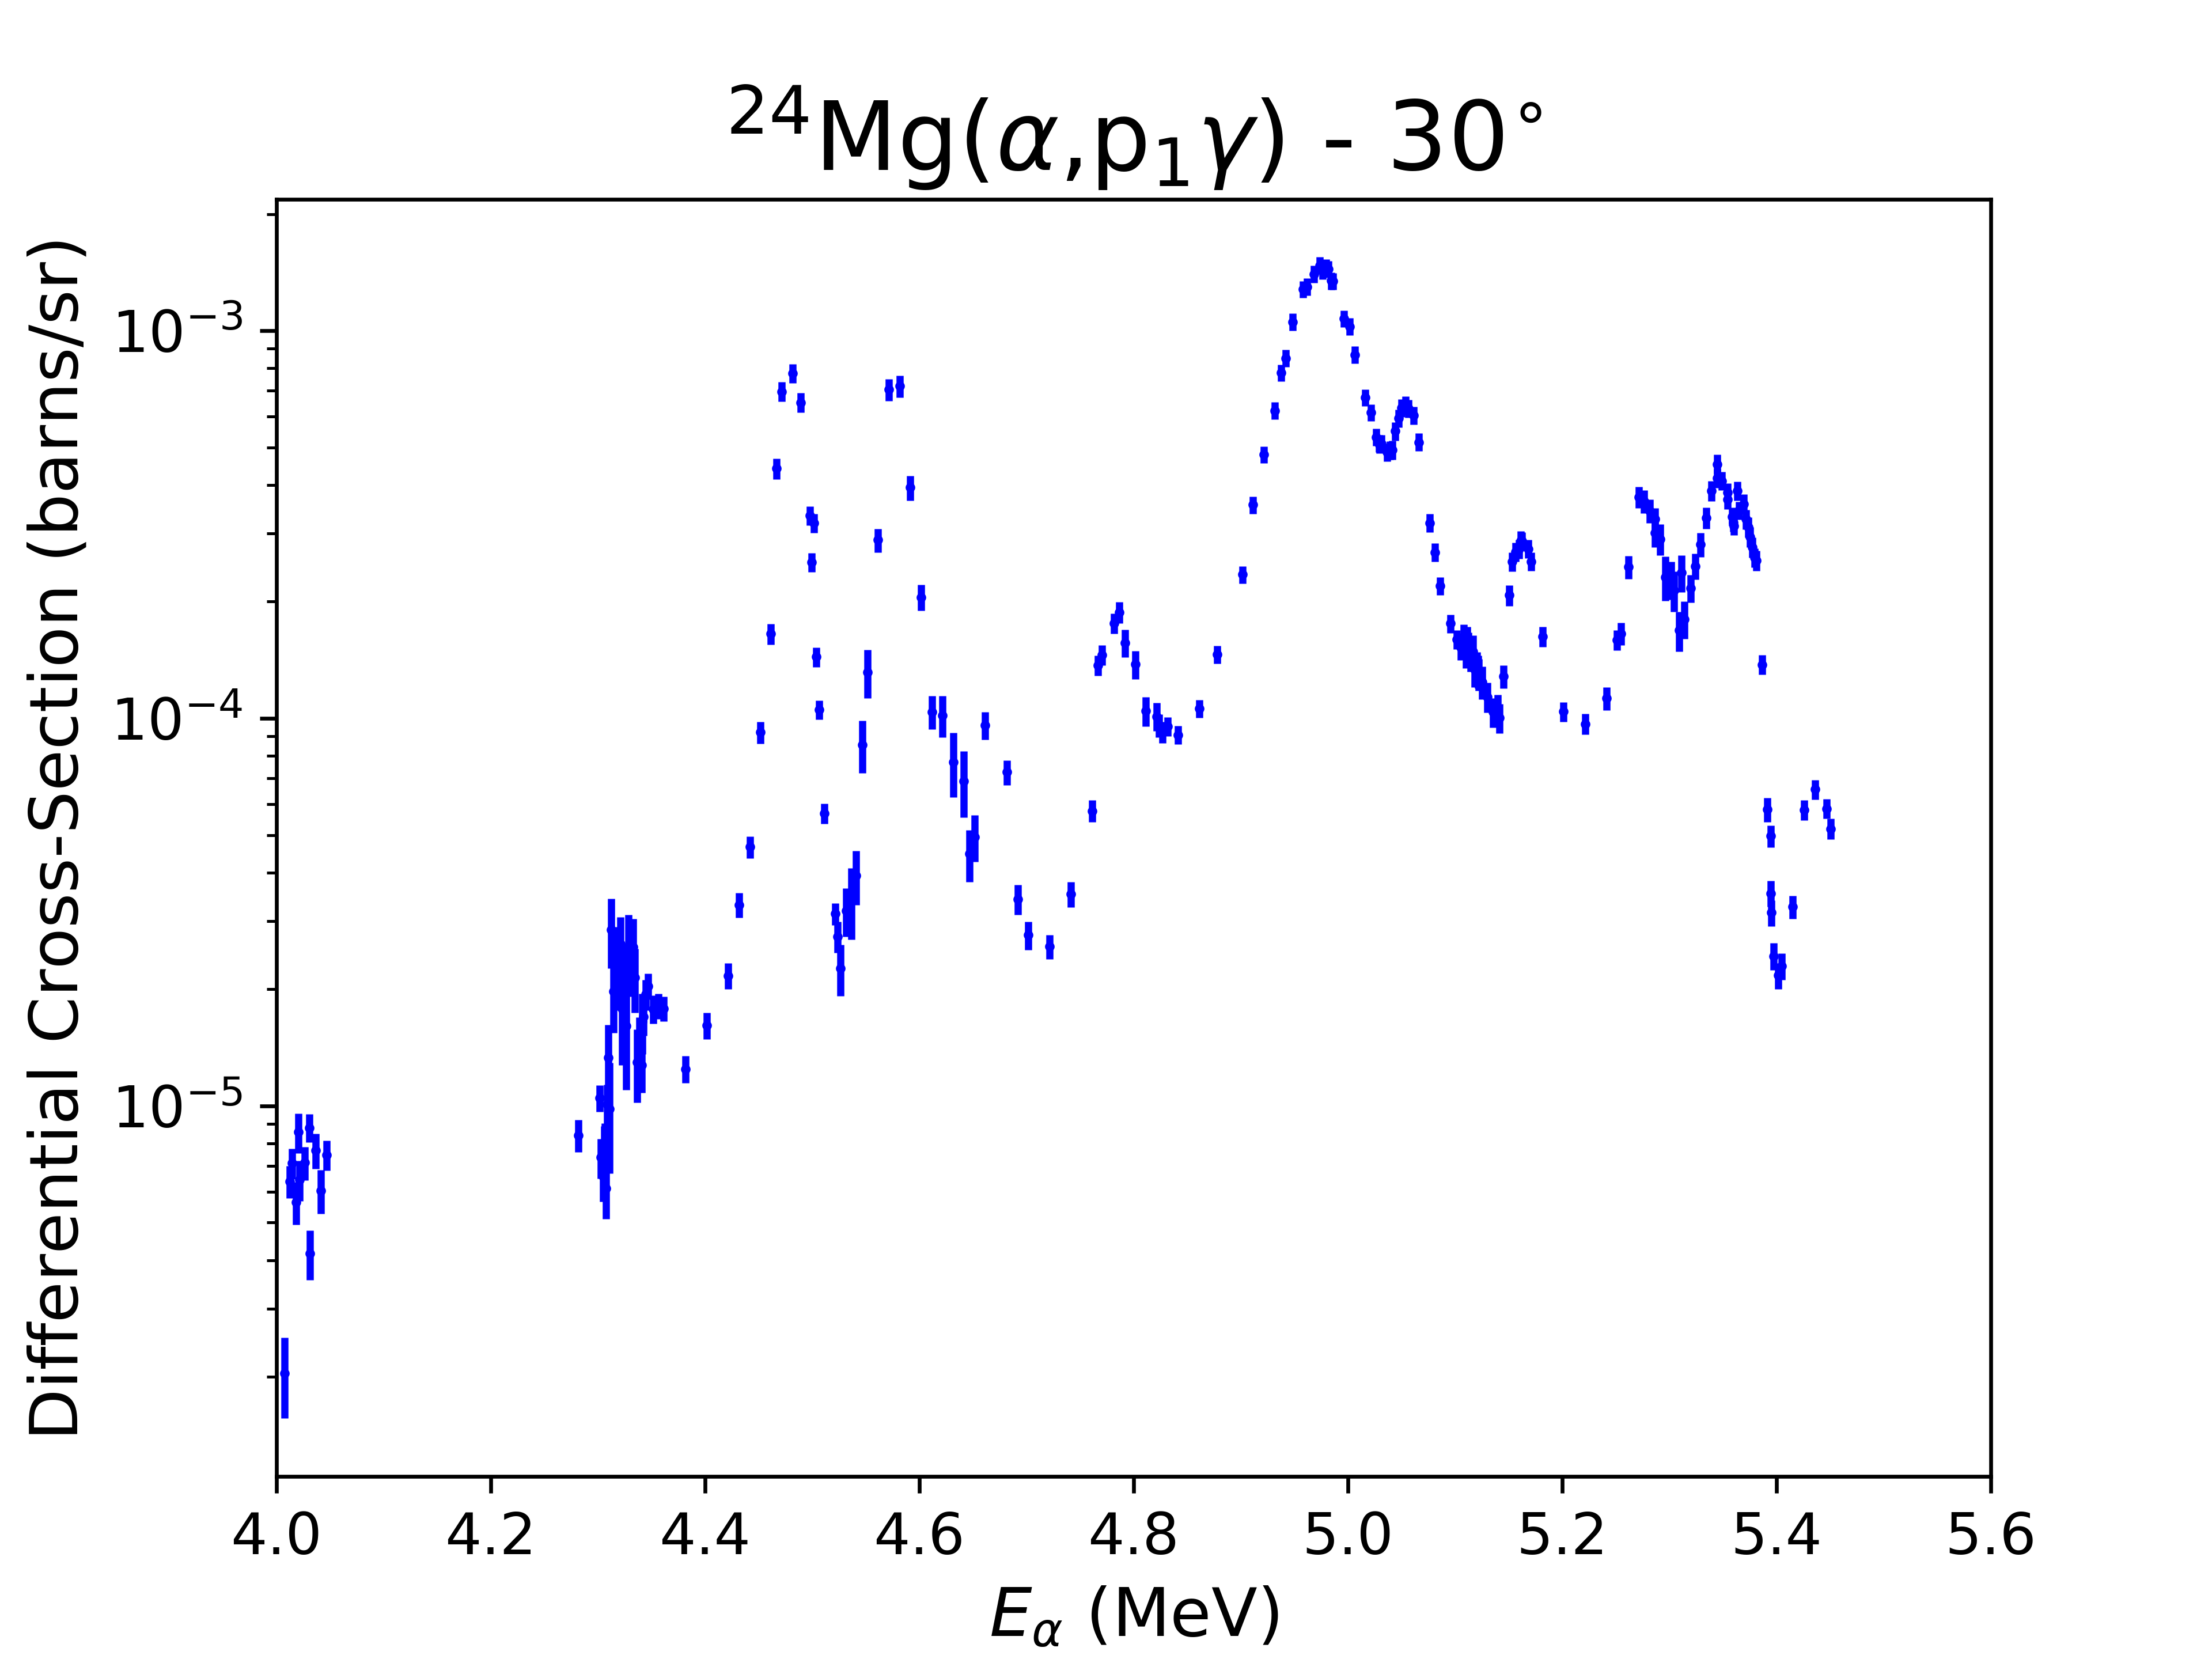 ²⁴Mg(α,p₁γ) - 30°
Differential Cross-Section (barns/sr)
10⁻³
10⁻⁴
10⁻⁵
4.0 4.2 4.4 4.6 4.8 5.0 5.2 5.4 5.6
Eα (MeV)